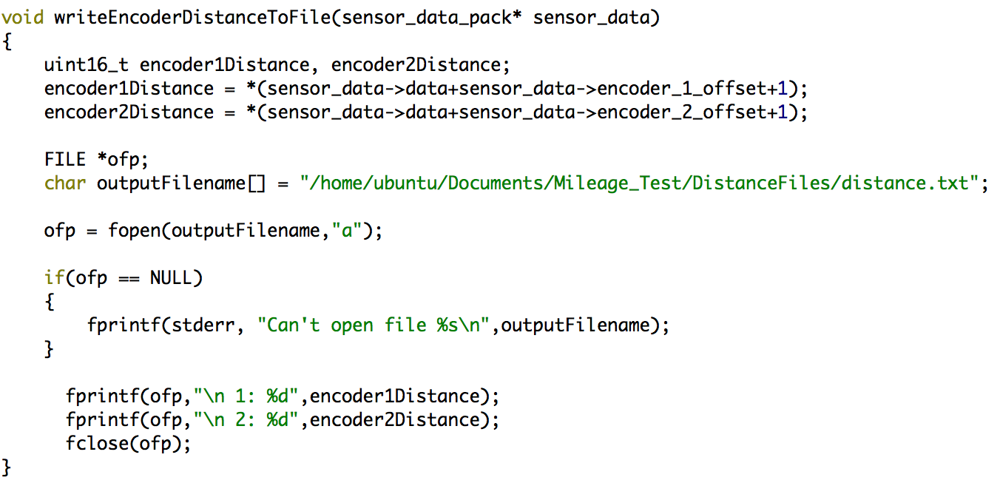 void writeEncoderDistanceToFile(sensor_data_pack* sensor_data)
{
    uint16_t encoder1Distance, encoder2Distance;
    encoder1Distance = *(sensor_data->data+sensor_data->encoder_1_offset+1);
    encoder2Distance = *(sensor_data->data+sensor_data->encoder_2_offset+1);

    FILE *ofp;
    char outputFilename[] = "/home/ubuntu/Documents/Mileage_Test/DistanceFiles/distance.txt";

    ofp = fopen(outputFilename,"a");

    if(ofp == NULL)
    {
        fprintf(stderr, "Can't open file %s\n",outputFilename);
    }

      fprintf(ofp,"\n 1: %d",encoder1Distance);
      fprintf(ofp,"\n 2: %d",encoder2Distance);
      fclose(ofp);
}